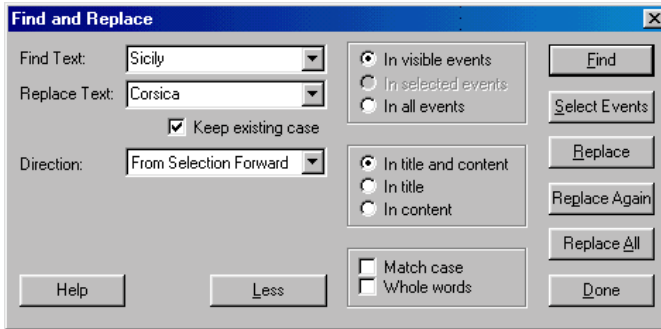 Find and Replace
Find Text: Sicily
Replace Text: Corsica
Keep existing case
Direction: From Selection Forward
Help
Less
In visible events
In selected events
In all events
In title and content
In title
In content
Match case
Whole words
Find
Select Events
Replace
Replace Again
Replace All
Done